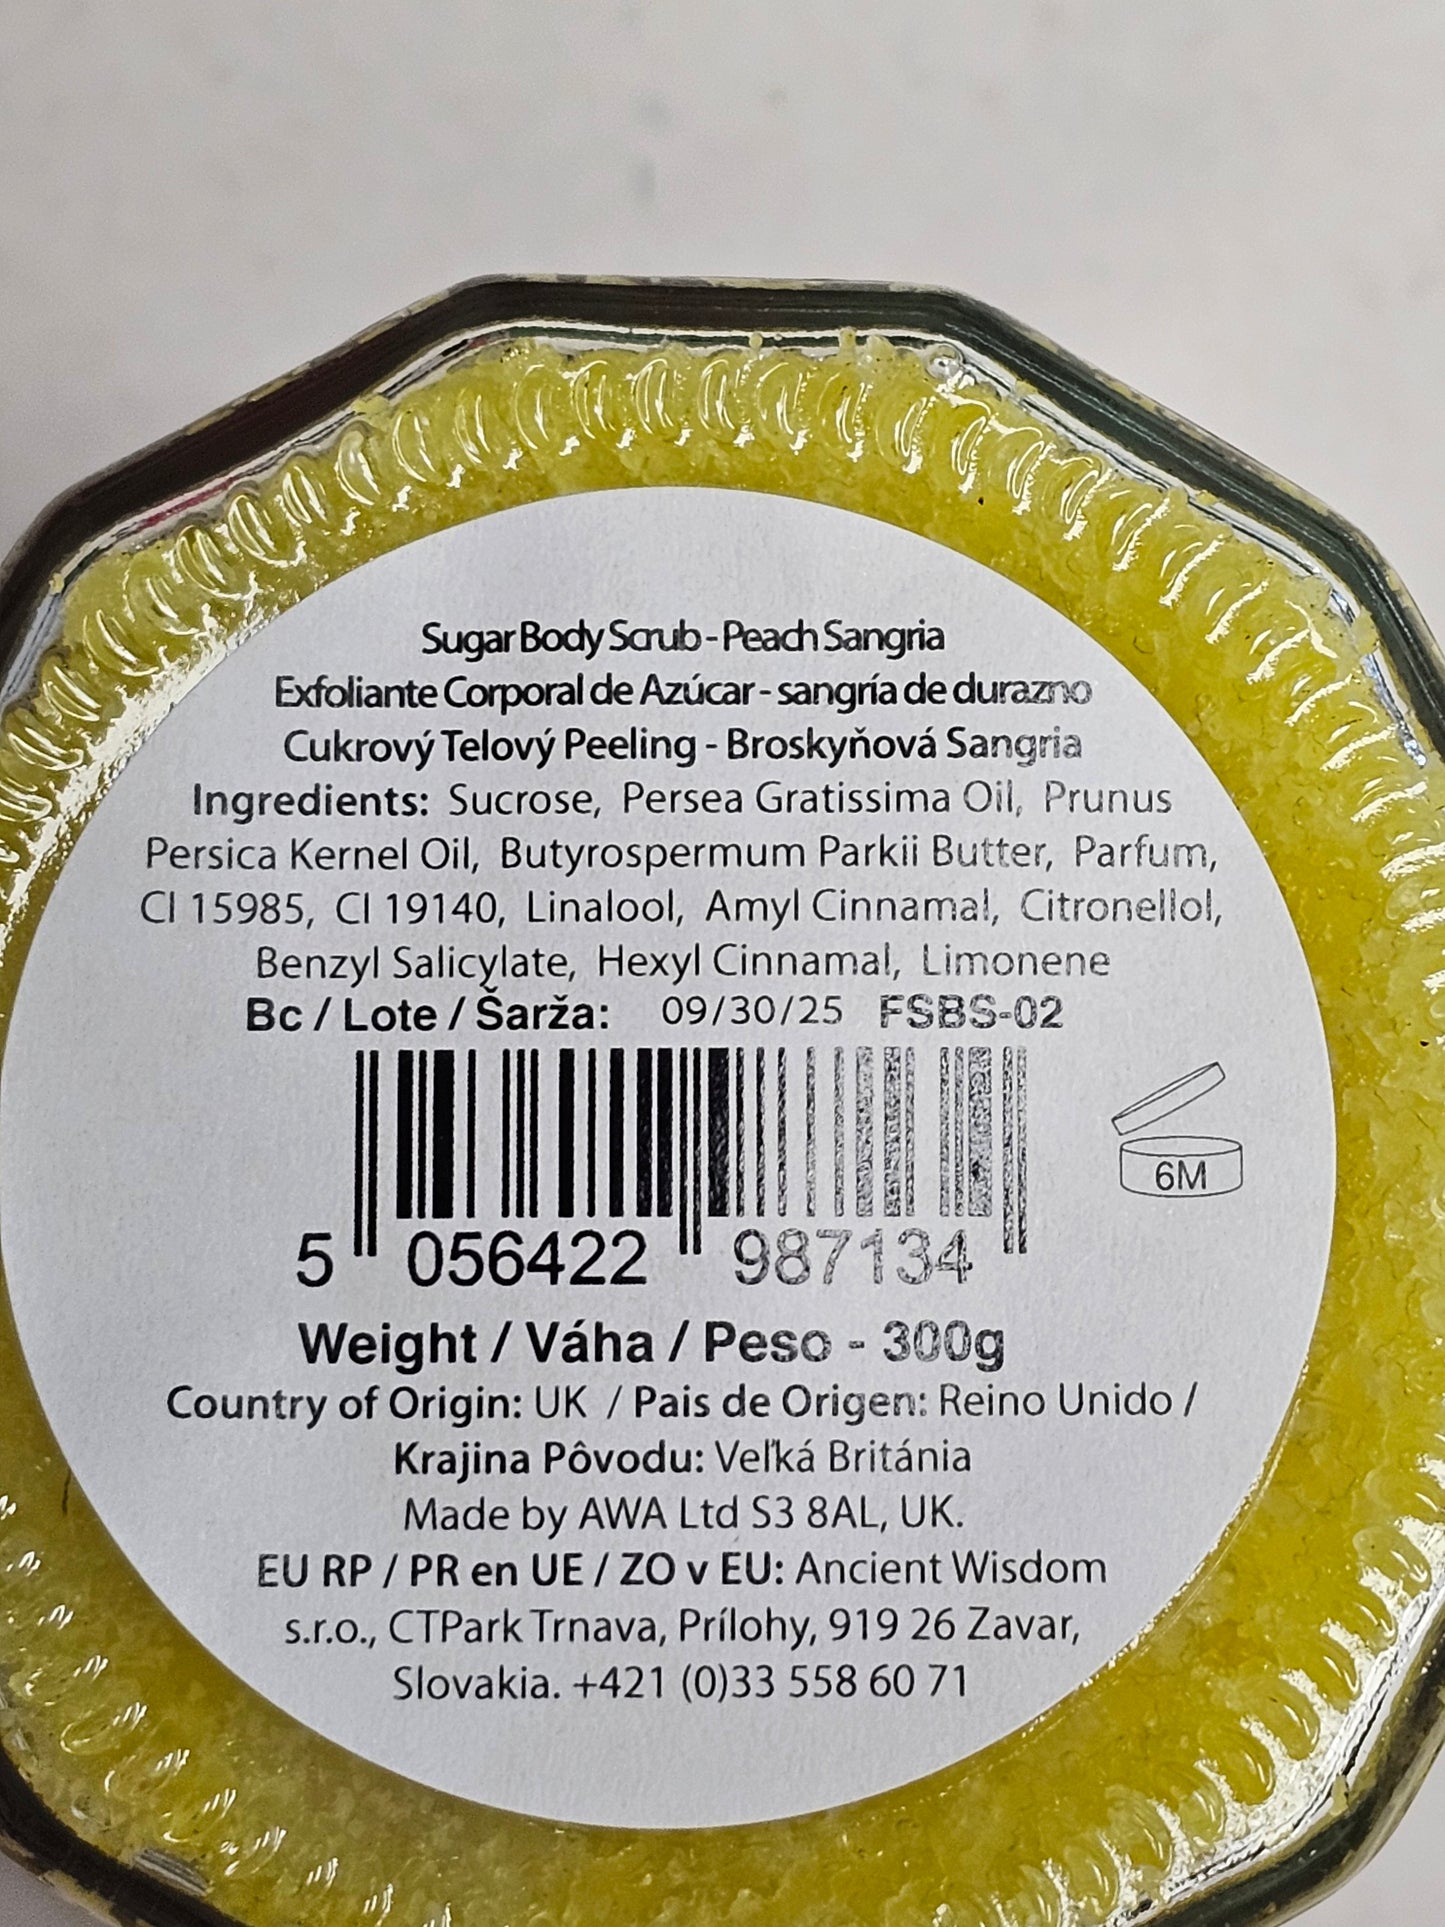 Sugar Body Scrub - Peach Sangria
Exfoliante Corporal de Azúcar - sangría de durazno
Cukrový Telový Peeling - Broskyňová Sangria
Ingredients: Sucrose, Persea Gratissima Oil, Prunus
Persica Kernel Oil, Butyrospermum Parkii Butter, Parfum,
CI 15985, CI 19140, Linalool, Amyl Cinnamal, Citronellol,
Benzyl Salicylate, Hexyl Cinnamal, Limonene
Bc / Lote / Šarža: 09/30/25 FSBS-02
6M
5 056422 987134
Weight / Váha / Peso - 300g
Country of Origin: UK / Pais de Origen: Reino Unido /
Krajina Pôvodu: Veľká Británia
Made by AWA Ltd S3 8AL, UK.
EU RP / PR en UE / ZO v EU: Ancient Wisdom
s.r.o., CTPark Trnava, Prílohy, 919 26 Zavar,
Slovakia. +421 (0)33 558 60 71